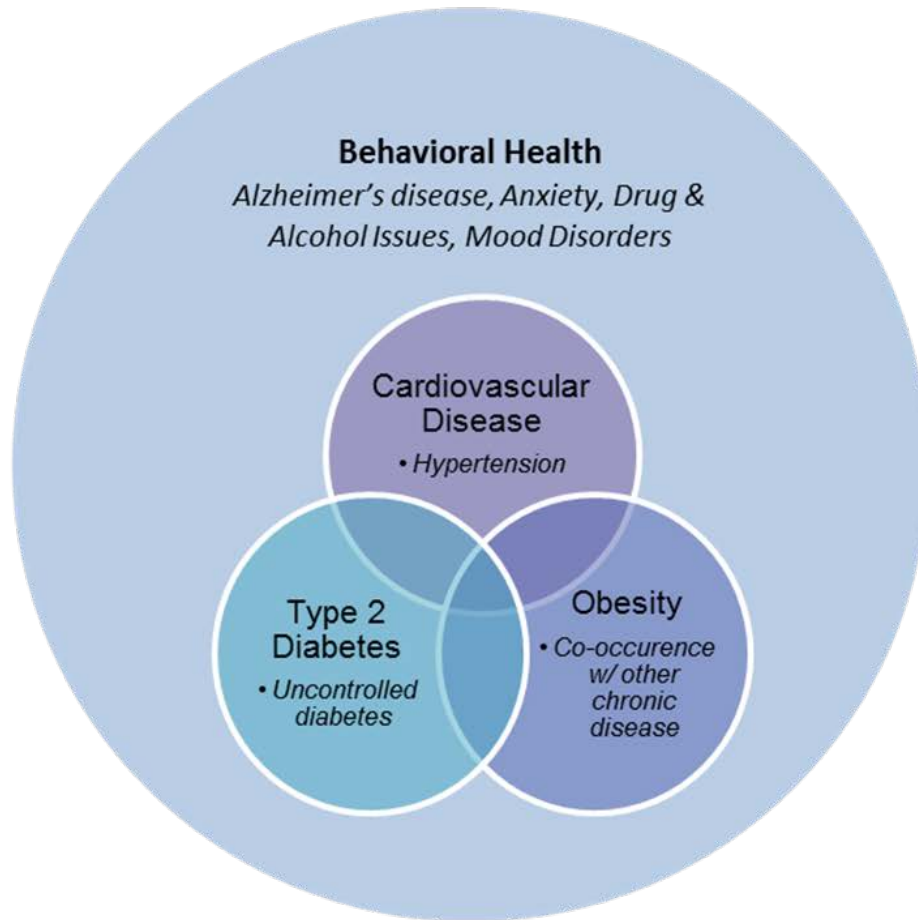 Behavioral Health
Alzheimer's disease, Anxiety, Drug &
Alcohol Issues, Mood Disorders
Cardiovascular
Disease
• Hypertension
Type 2
Diabetes
• Uncontrolled
diabetes
Obesity
• Co-occurence
w/ other
chronic
disease